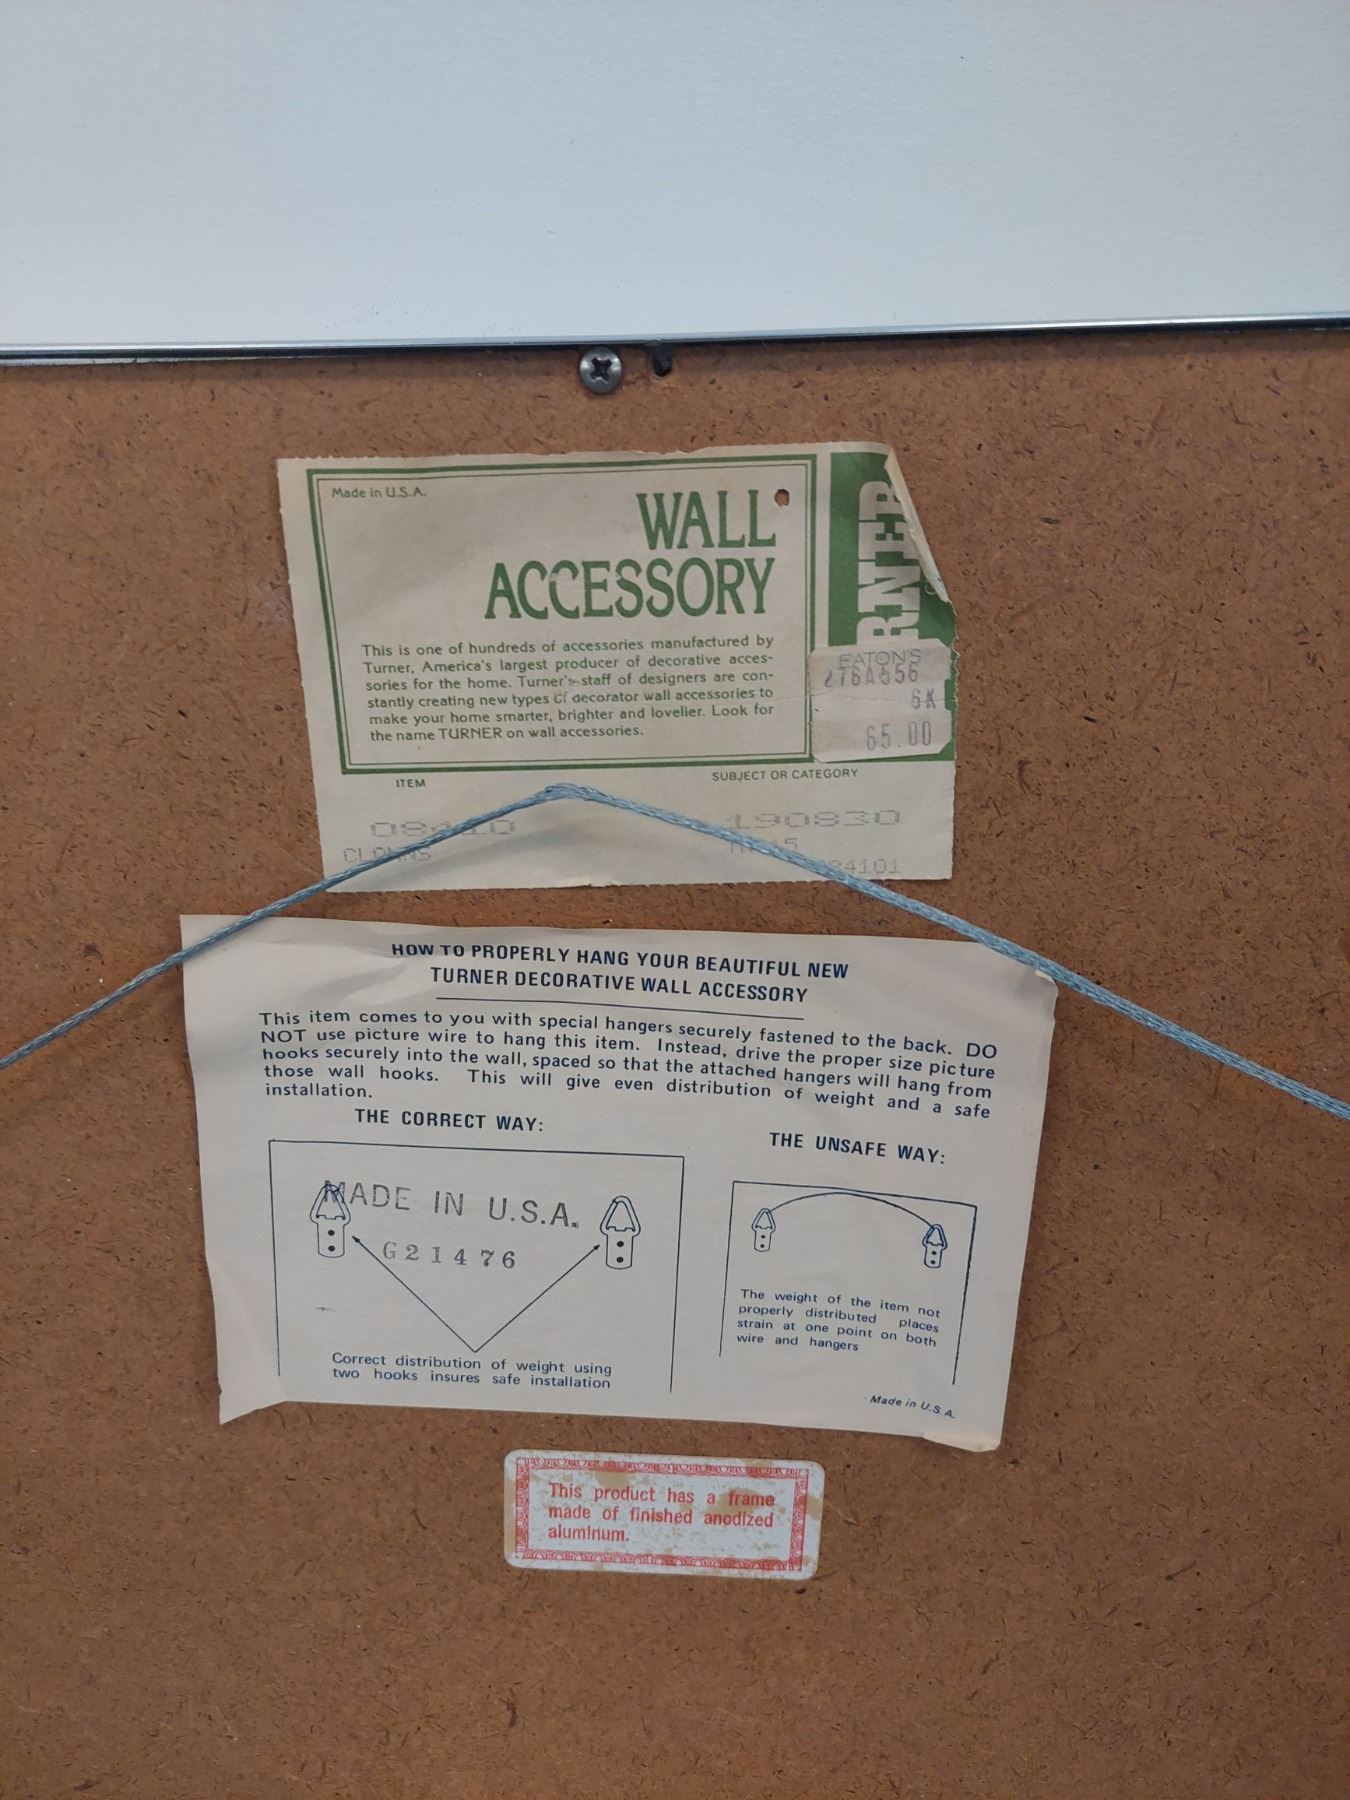 Made in U.S.A.
WALL
ACCESSORY
This is one of hundreds of accessories manufactured by
Turner, America's largest producer of decorative acces-
sories for the home. Turner's staff of designers are con-
stantly creating new types of decorator wall accessories to
make your home smarter, brighter and lovelier. Look for
the name TURNER on wall accessories.
RNER
EATON'S
276A556
6K
65.00
ITEM
SUBJECT OR CATEGORY
190830
84101
HOW TO PROPERLY HANG YOUR BEAUTIFUL NEW
TURNER DECORATIVE WALL ACCESSORY
This item comes to you with special hangers securely fastened to the back. DO
NOT use picture wire to hang this item. Instead, drive the proper size picture
hooks securely into the wall, spaced so that the attached hangers will hang from
those wall hooks. This will give even distribution of weight and a safe
installation.
THE CORRECT WAY:
MADE IN U.S.A.
G21476
Correct distribution of weight using
two hooks insures safe installation
THE UNSAFE WAY:
The weight of the item not
properly distributed places
strain at one point on both
wire and hangers
Made in U.S.A.
This product has a frame
made of finished anodized
aluminum.